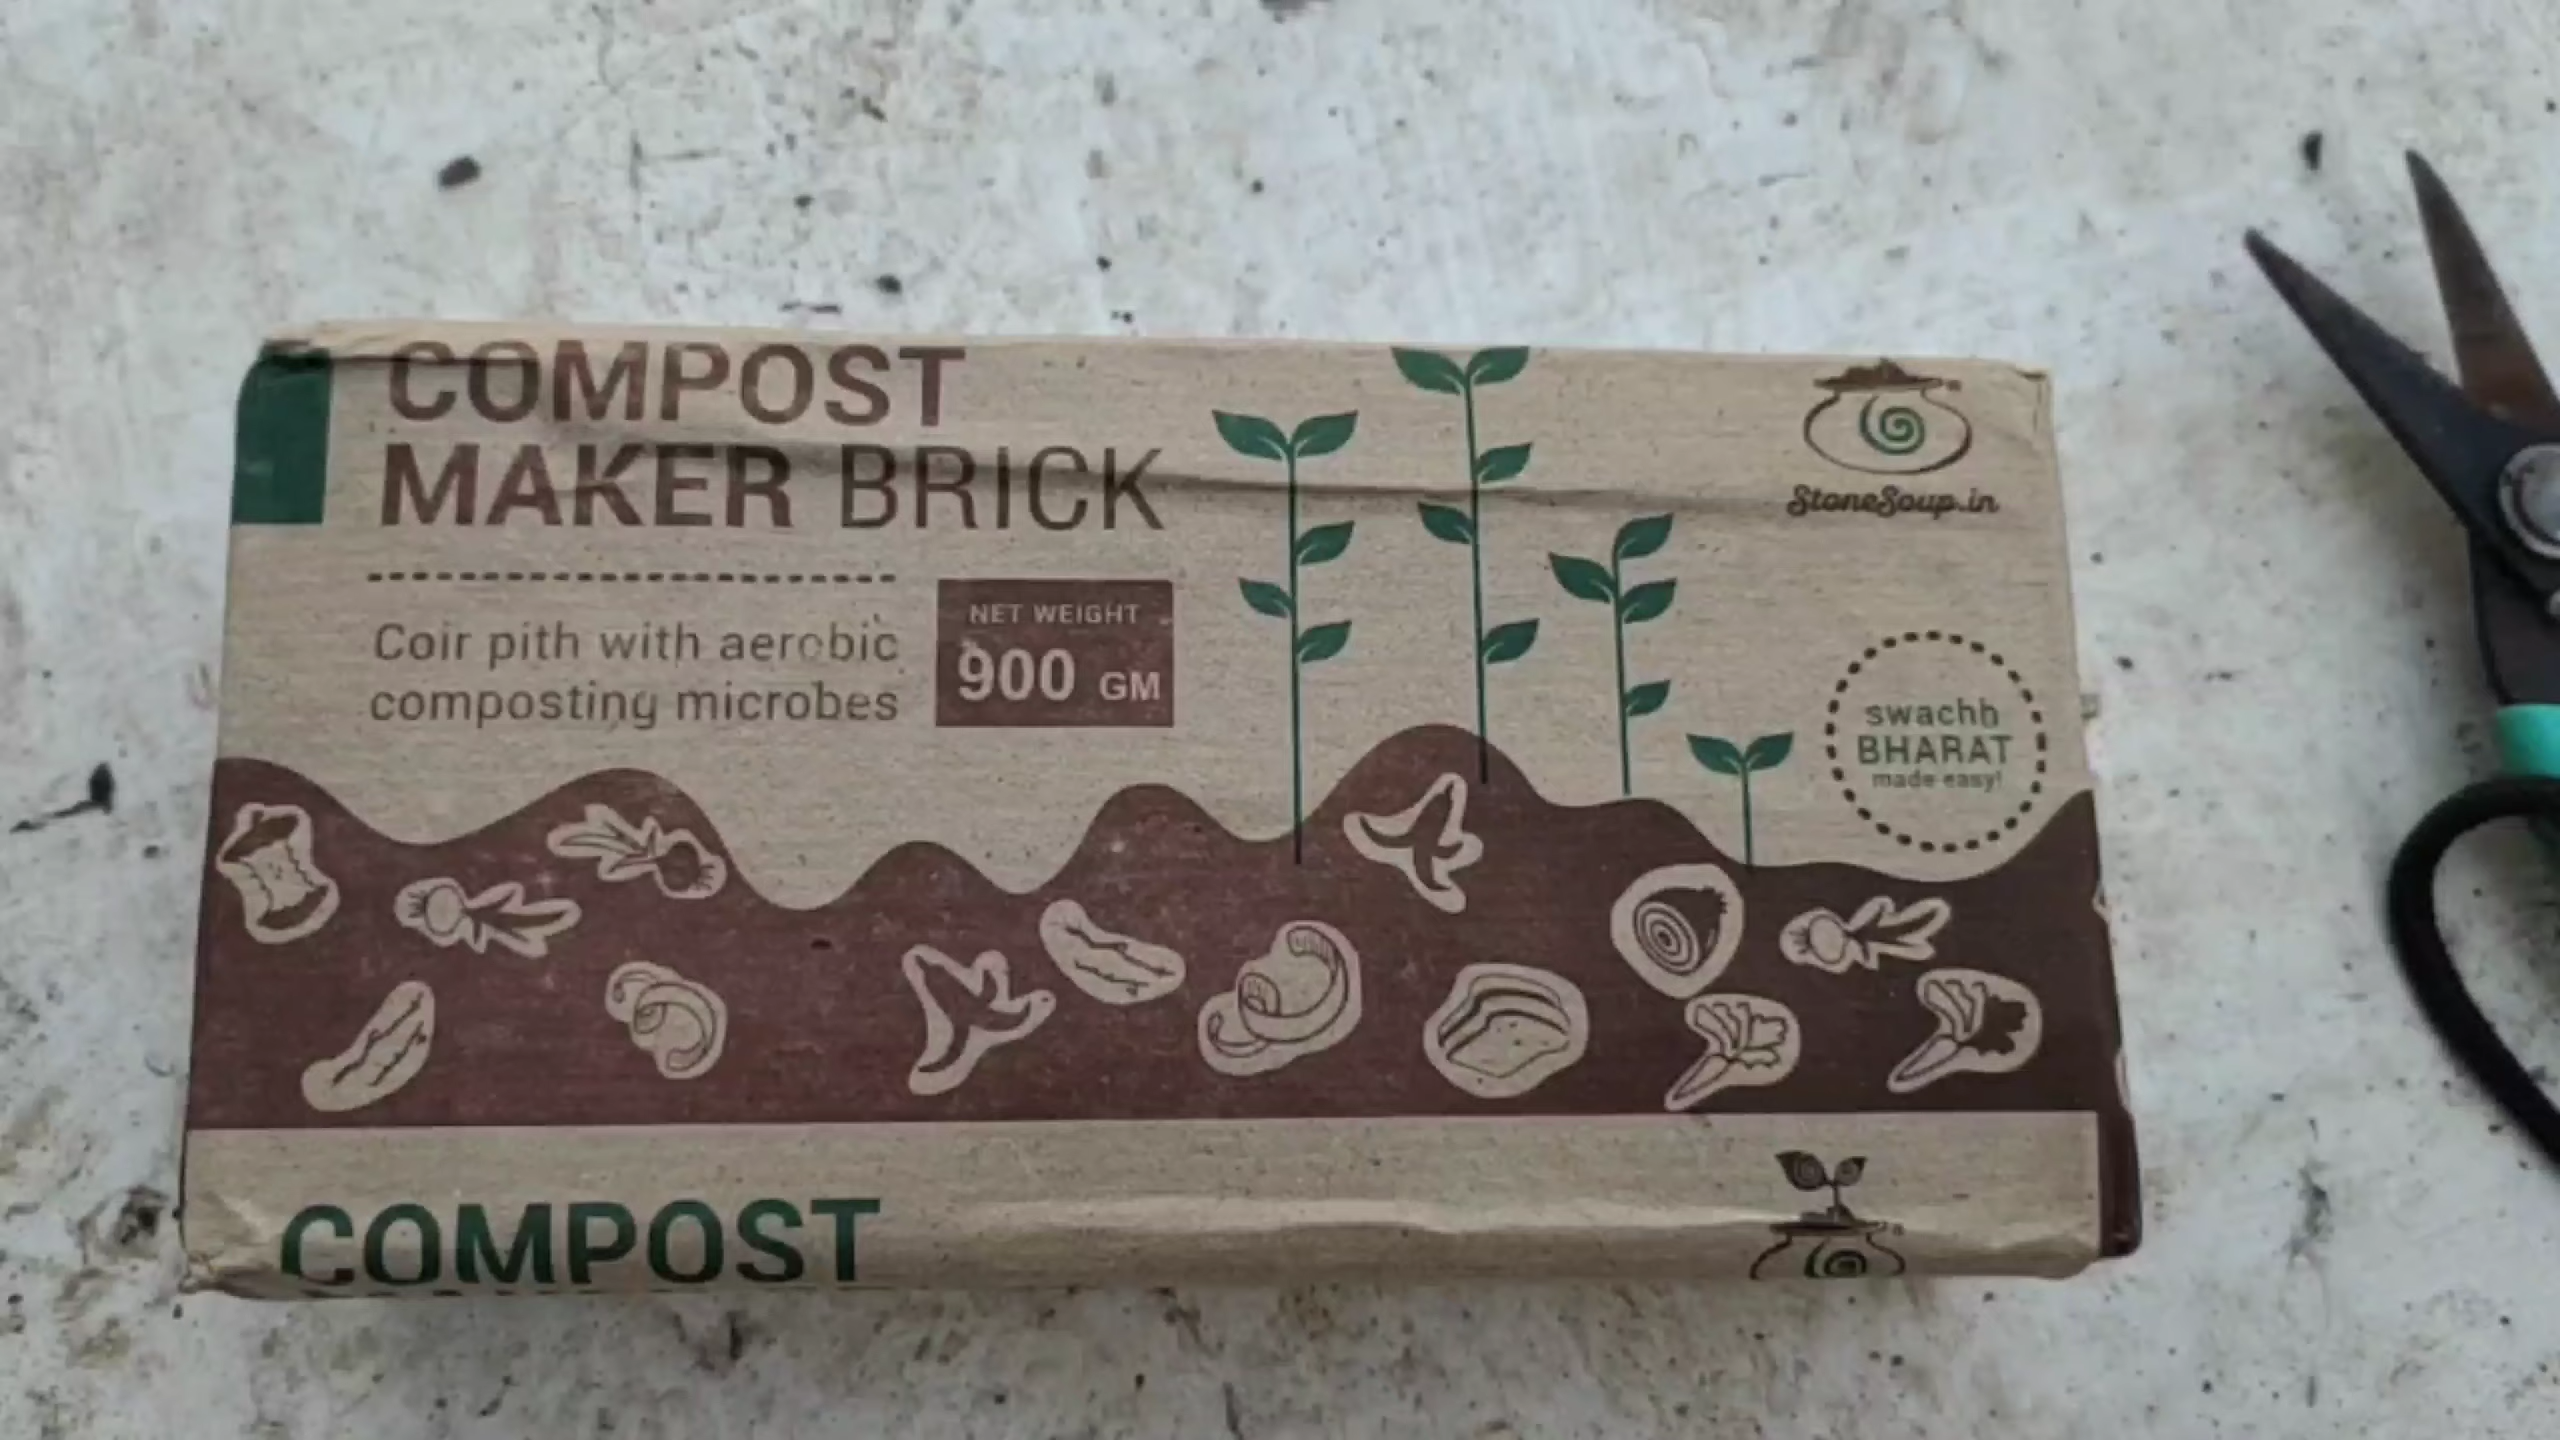 COMPOST
MAKER BRICK
StoneSoup.in
Coir pith with aerobic
composting microbes
NET WEIGHT
900 GM
swachh
BHARAT
made easy!
COMPOST